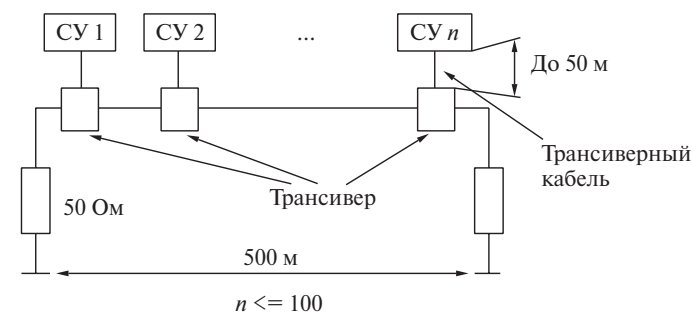 СУ 1
СУ 2
...
СУ n
До 50 м
Трансиверный
кабель
Трансивер
50 Ом
500 м
n <= 100